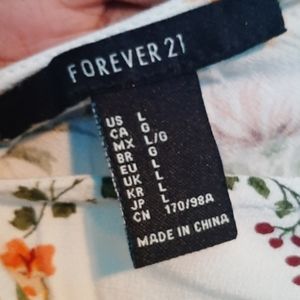 FOREVER 21
US L
CA G
MX L/G
BR G
EU L
UK L
KR L
JP L
CN 170/98A
MADE IN CHINA